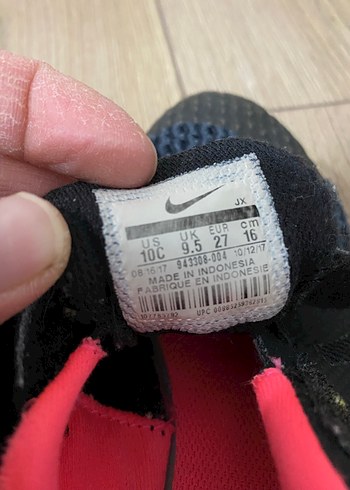 JX
US UK EUR cm
10C 9.5 27 16
08/16/17 943308-004 10/12/17
MADE IN INDONESIA
FABRIQUE EN INDONESIE
UPC